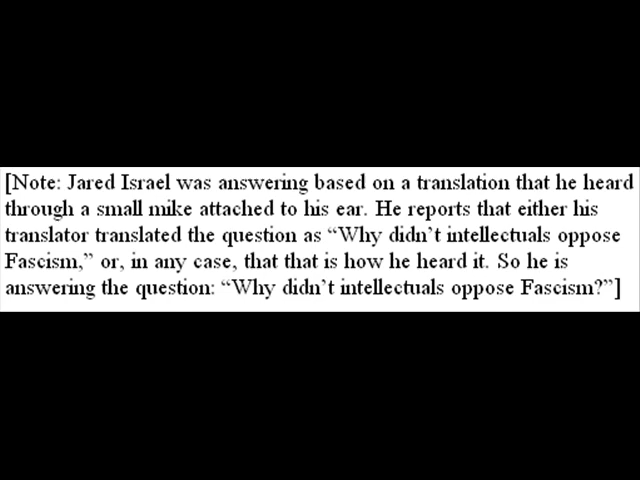 [Note: Jared Israel was answering based on a translation that he heard
through a small mike attached to his ear. He reports that either his
translator translated the question as “Why didn’t intellectuals oppose
Fascism,” or, in any case, that that is how he heard it. So he is
answering the question: “Why didn’t intellectuals oppose Fascism?”]